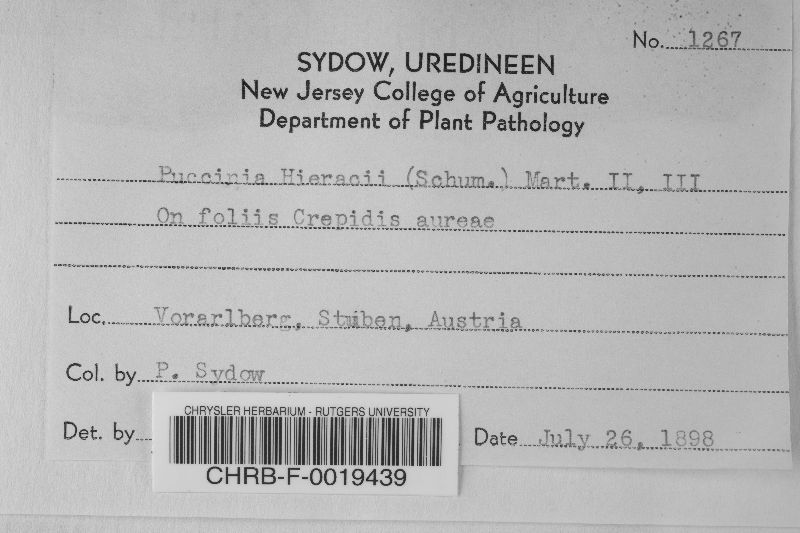 No. 1267
SYDOW, UREDINEEN
New Jersey College of Agriculture
Department of Plant Pathology
Puccinia Hieracii (Schum.) Mart. II, III
On foliis Crepidis aureae
Loc. Vorarlberg, Stuben, Austria
Col. by P. Sydow
Det. by
CHRYSLER HERBARIUM - RUTGERS UNIVERSITY
CHRB-F-0019439
Date July 26, 1898